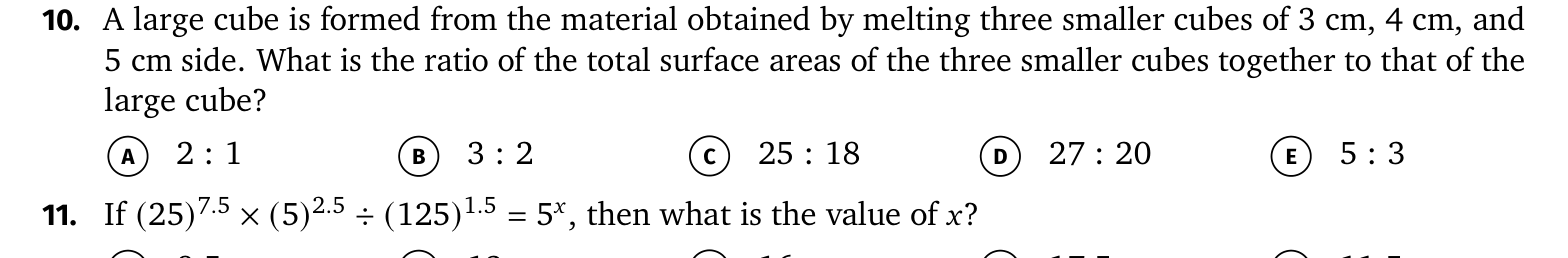 10. A large cube is formed from the material obtained by melting three smaller cubes of 3 cm, 4 cm, and
5 cm side. What is the ratio of the total surface areas of the three smaller cubes together to that of the
large cube?
A 2 : 1 B 3 : 2 C 25 : 18 D 27 : 20 E 5 : 3
11. If (25)^7.5 × (5)^2.5 ÷ (125)^1.5 = 5^x, then what is the value of x?